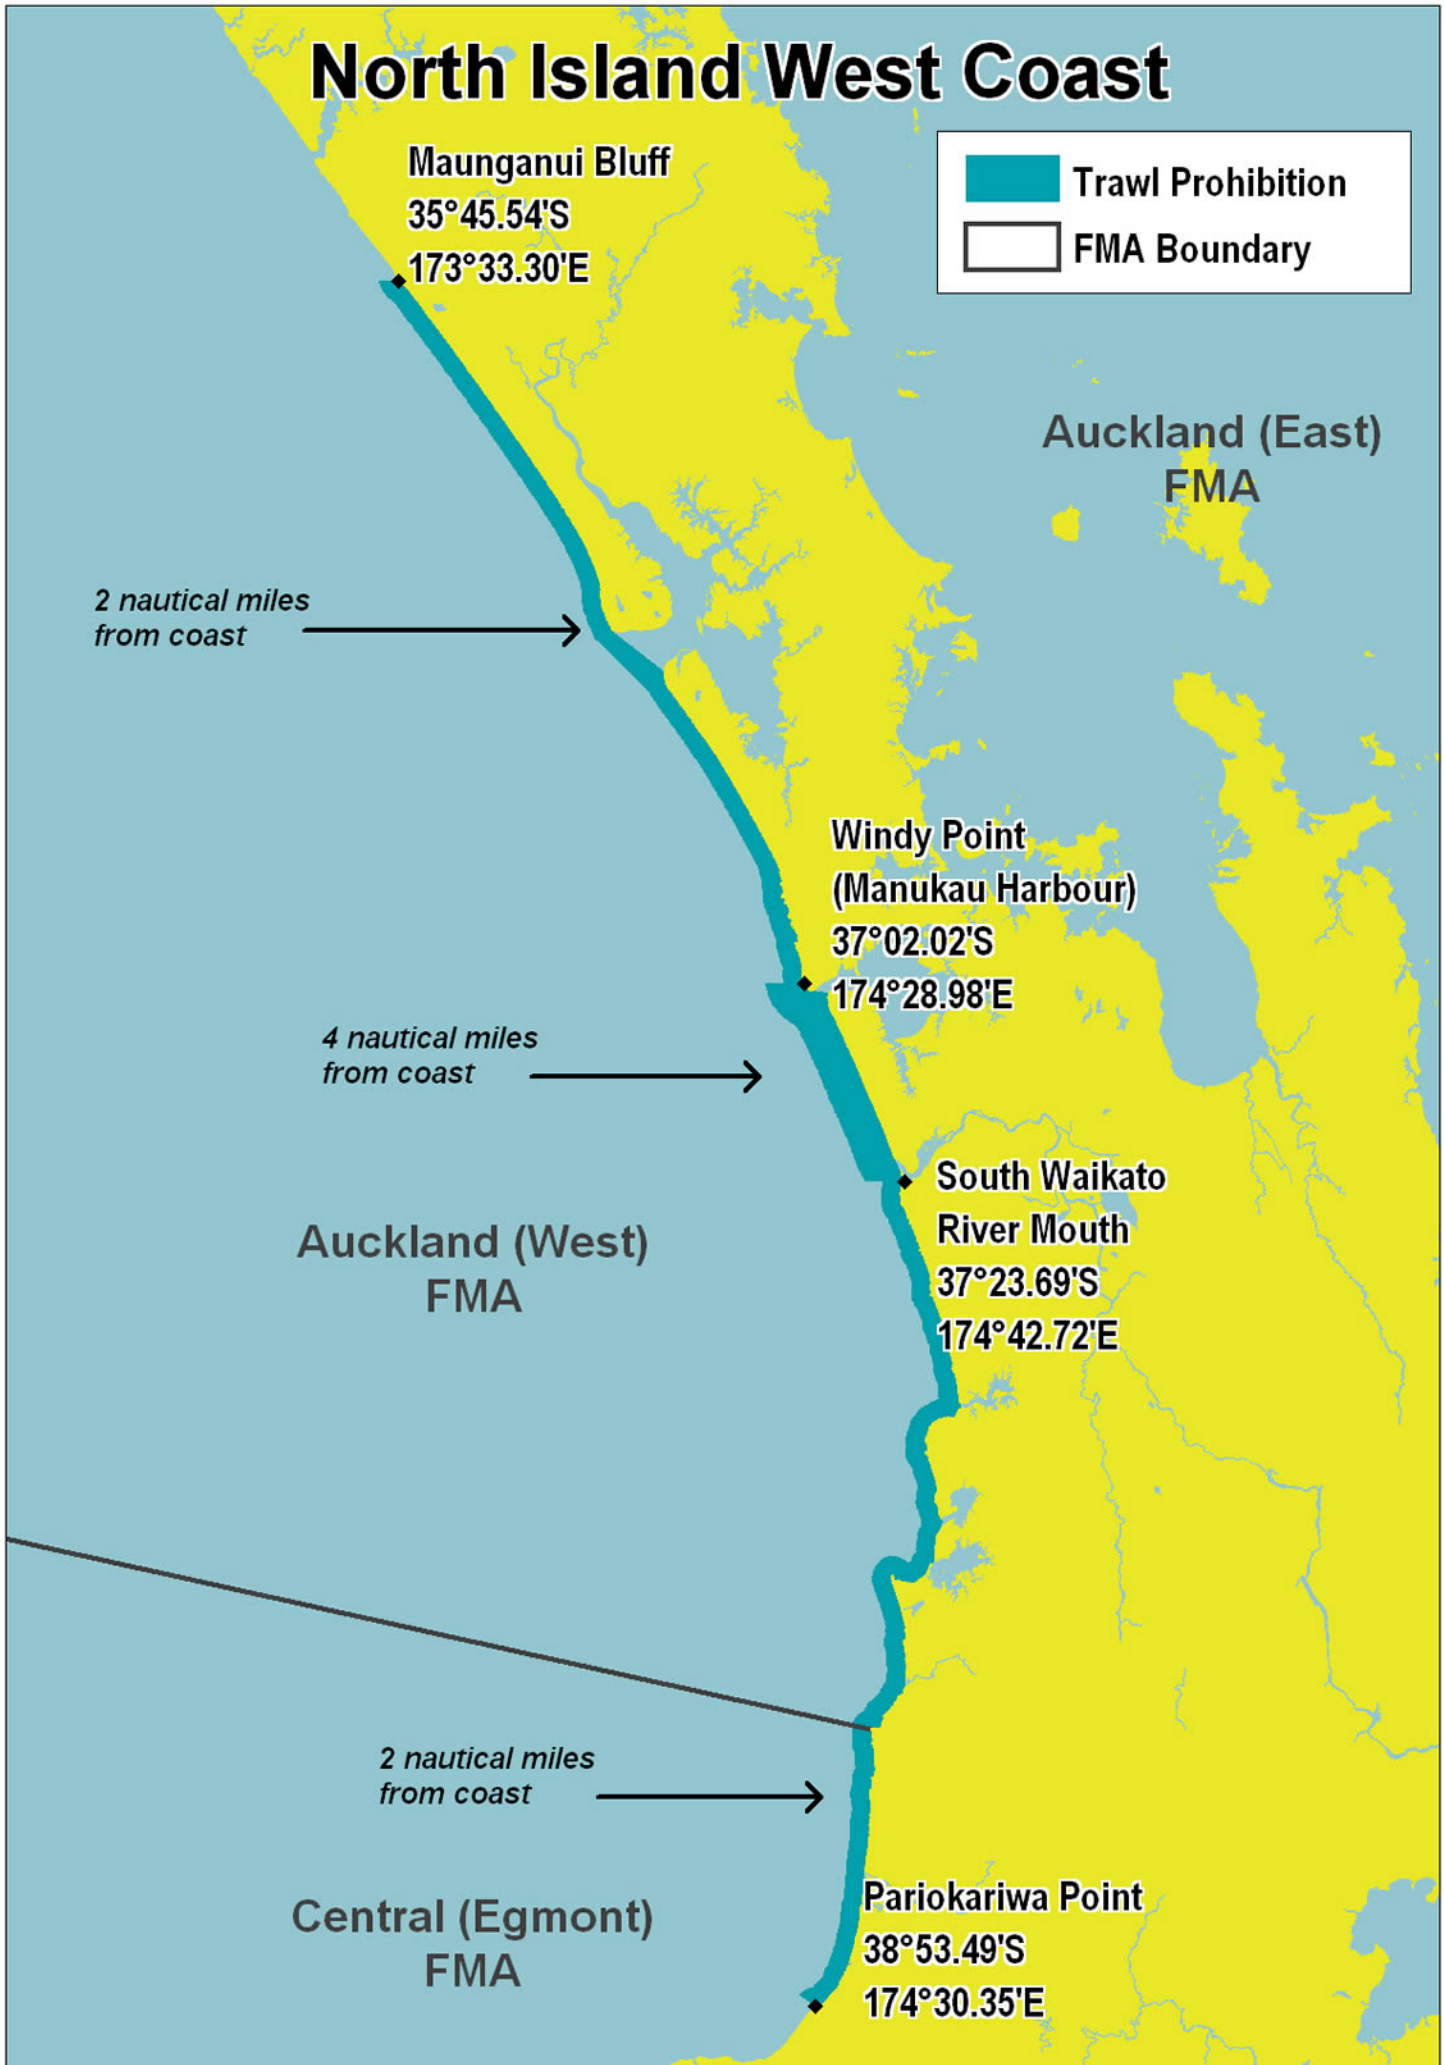 North Island West Coast
Trawl Prohibition
FMA Boundary
Maunganui Bluff
35°45.54'S
173°33.30'E
Auckland (East)
FMA
2 nautical miles
from coast
Windy Point
(Manukau Harbour)
37°02.02'S
174°28.98'E
4 nautical miles
from coast
South Waikato
River Mouth
37°23.69'S
174°42.72'E
Auckland (West)
FMA
2 nautical miles
from coast
Pariokariwa Point
38°53.49'S
174°30.35'E
Central (Egmont)
FMA